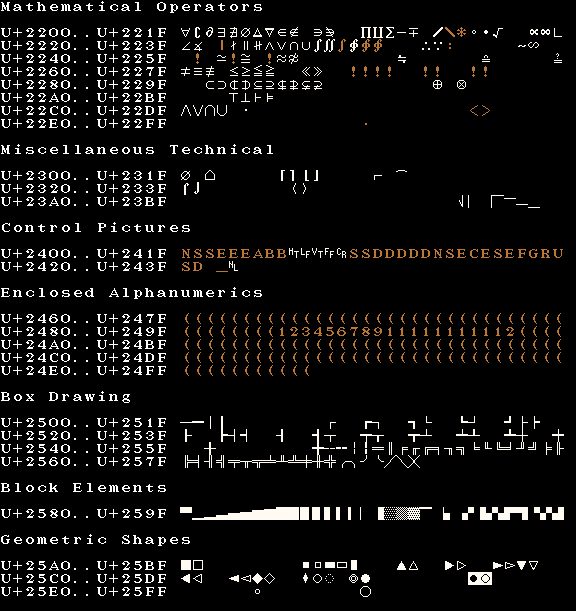 Mathematical Operators
U+2200..U+221F ∀∁∂∃∄∅∆∇∈∉ ∋∌ ∏∐∑−∓ ∕∖∗∘∙√ ∝∞∟
U+2220..U+223F ∠∡ ∣∤∥∦∧∨∩∪∫∬∭∮∯∰ ∴∵∶ ∼∽
U+2240..U+225F ! ≃!≅ !≈≉ ≒ ≙ ≟
U+2260..U+227F ≠≡≢ ≤≥≦≧ ≪≫ !!!! !! !!
U+2280..U+229F ⊂⊃⊄⊅⊆⊇⊈⊉⊊⊋ ⊕ ⊗
U+22A0..U+22BF ⊤⊥⊦⊧
U+22C0..U+22DF ⋀⋁⋂⋃ ⋅ <>
U+22E0..U+22FF ·
Miscellaneous Technical
U+2300..U+231F ⌀ ⌂ ⌈⌉⌊⌋ ⌐ ⌒
U+2320..U+233F ⌠⌡ 〈〉
U+23A0..U+23BF
Control Pictures
U+2400..U+241F NSSEEEABB␉␊␋␌␍SSDDDDDNSECESEFGRU
U+2420..U+243F SD ␤
Enclosed Alphanumerics
U+2460..U+247F ((((((((((((((((((((((((((((((((
U+2480..U+249F ((((((((12345678911111111112((((
U+24A0..U+24BF ((((((((((((((((((((((((((((((((
U+24C0..U+24DF ((((((((((((((((((((((((((((((((
U+24E0..U+24FF (((((((((((
Box Drawing
U+2500..U+251F
U+2520..U+253F
U+2540..U+255F
U+2560..U+257F
Block Elements
U+2580..U+259F
Geometric Shapes
U+25A0..U+25BF
U+25C0..U+25DF
U+25E0..U+25FF